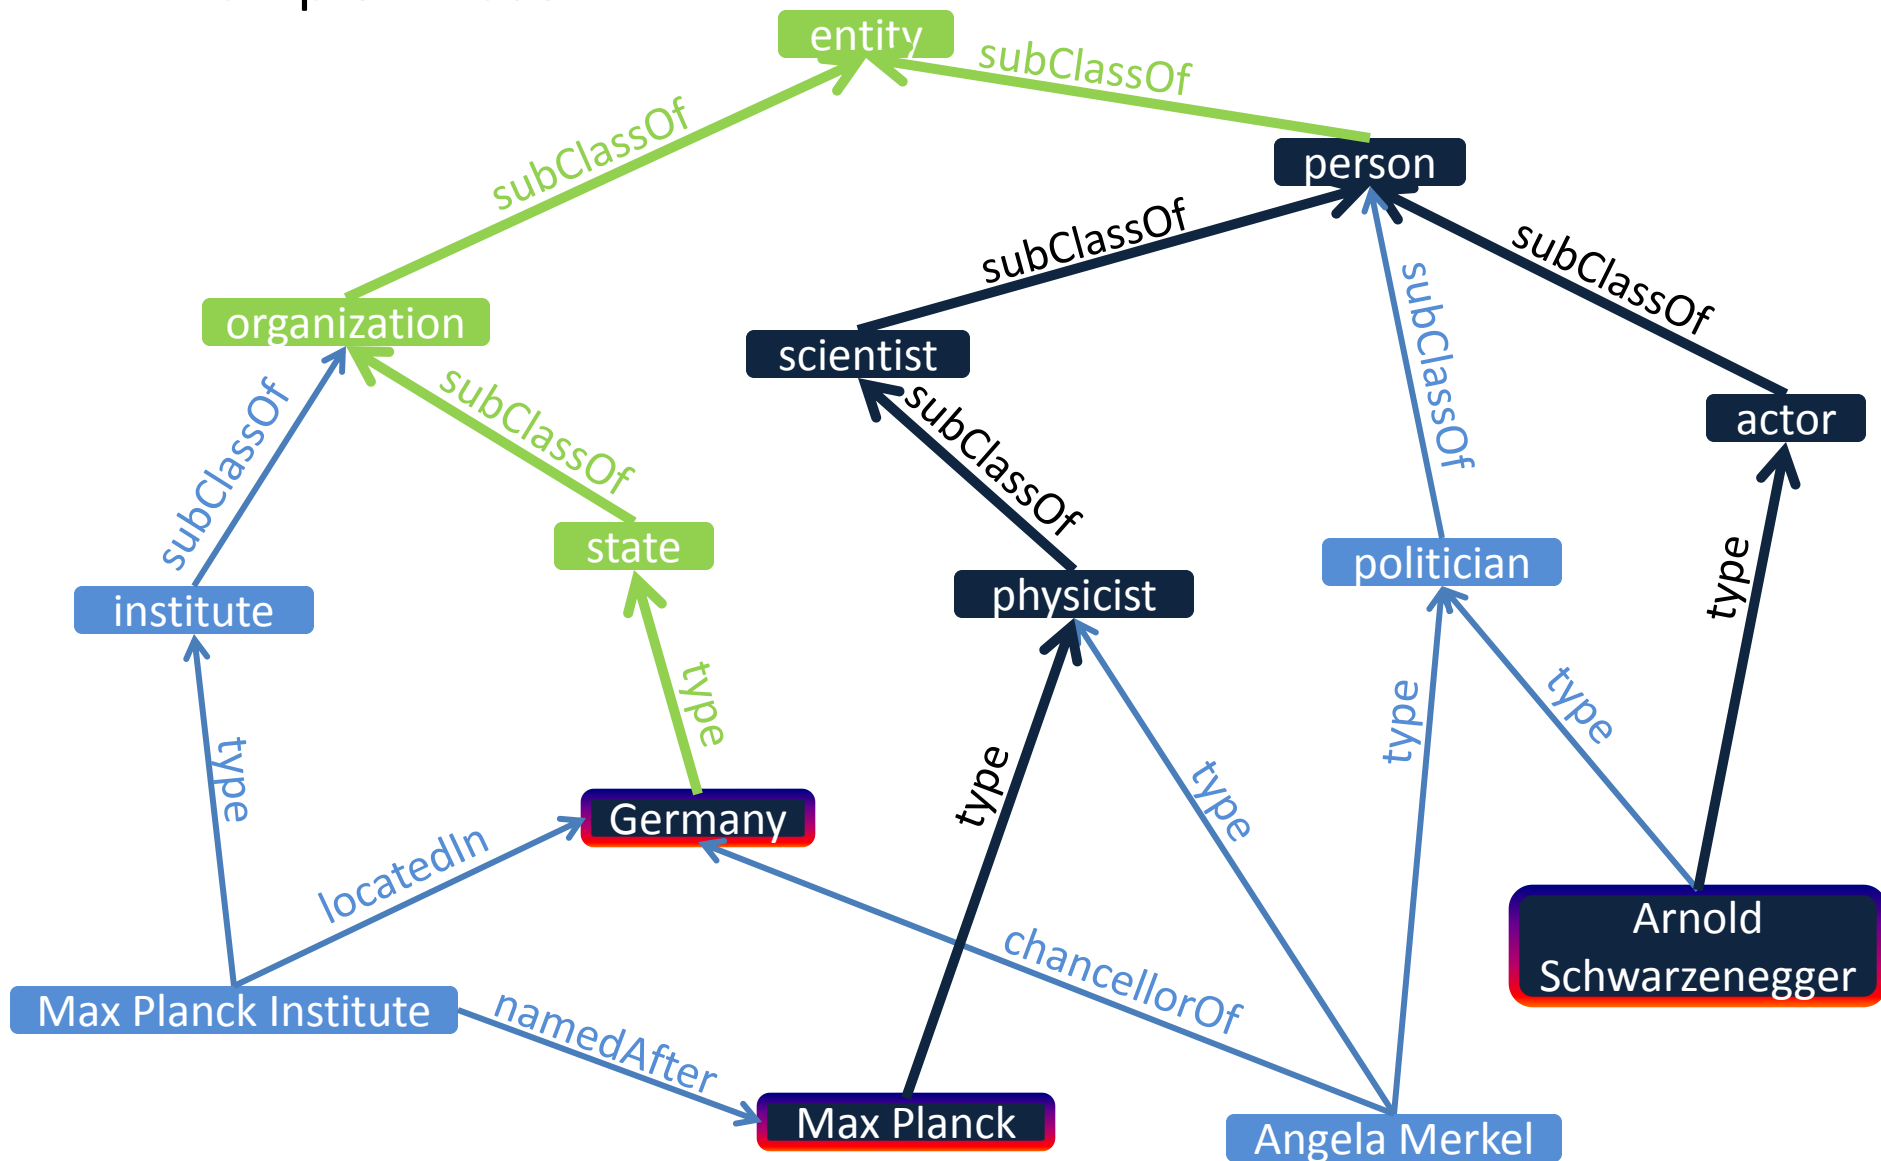 entity
subClassOf
subClassOf
person
subClassOf
subClassOf
subClassOf
organization
scientist
subClassOf
subClassOf
subClassOf
actor
state
institute
physicist
politician
type
type
type
type
type
type
type
Germany
locatedIn
Arnold
Schwarzenegger
chancellorOf
Max Planck Institute
namedAfter
Max Planck
Angela Merkel